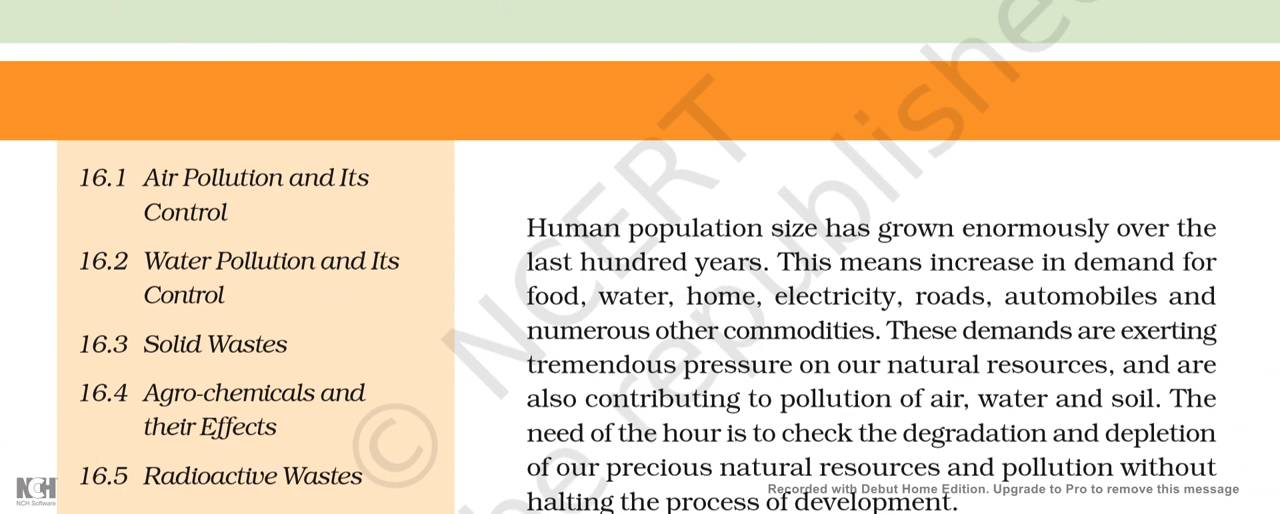 16.1 Air Pollution and Its
Control
16.2 Water Pollution and Its
Control
16.3 Solid Wastes
16.4 Agro-chemicals and
their Effects
16.5 Radioactive Wastes
Human population size has grown enormously over the
last hundred years. This means increase in demand for
food, water, home, electricity, roads, automobiles and
numerous other commodities. These demands are exerting
tremendous pressure on our natural resources, and are
also contributing to pollution of air, water and soil. The
need of the hour is to check the degradation and depletion
of our precious natural resources and pollution without
halting the process of development.
© NCERT
be republished
NCH
NCH Software
Recorded with Debut Home Edition. Upgrade to Pro to remove this message